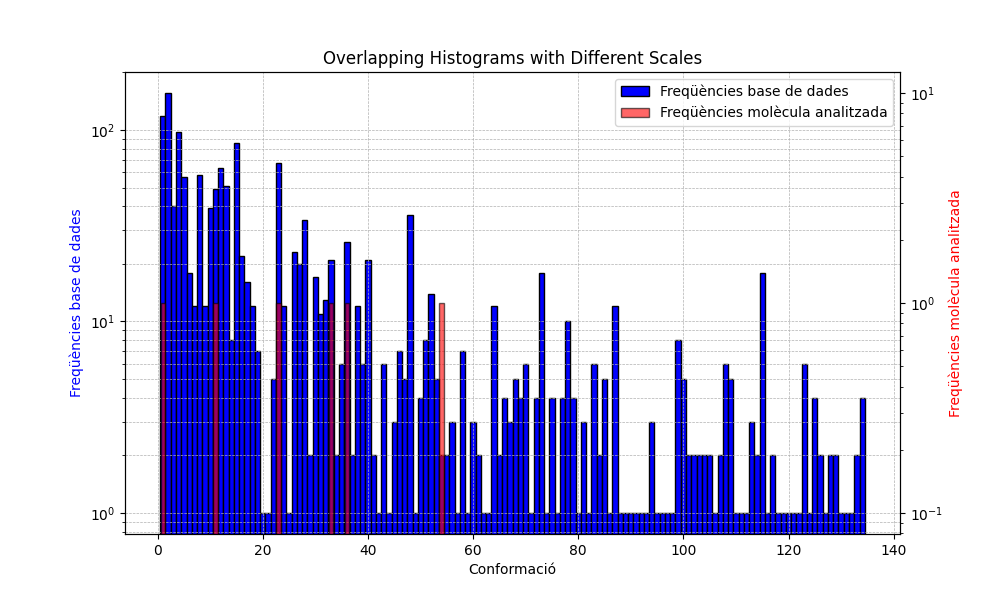 Overlapping Histograms with Different Scales
Freqüències base de dades
Freqüències molècula analitzada
10²
10¹
10⁰
10¹
10⁰
10⁻¹
Freqüències base de dades
Freqüències molècula analitzada
0 20 40 60 80 100 120 140
Conformació